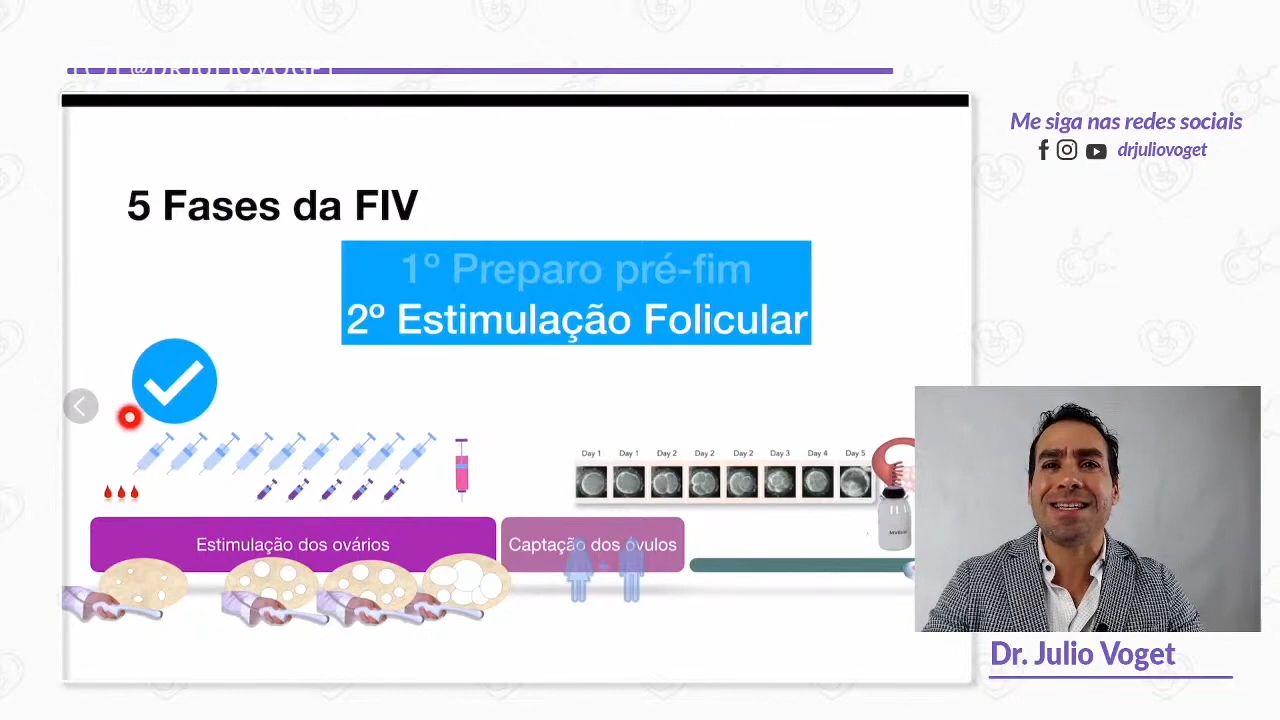 @DRJULIOVOGET
Me siga nas redes sociais
drjuliovoget
5 Fases da FIV
1º Preparo pré-fim
2º Estimulação Folicular
Day 1 Day 1 Day 2 Day 2 Day 2 Day 3 Day 4 Day 5
Estimulação dos ovários
Captação dos óvulos
Dr. Julio Voget